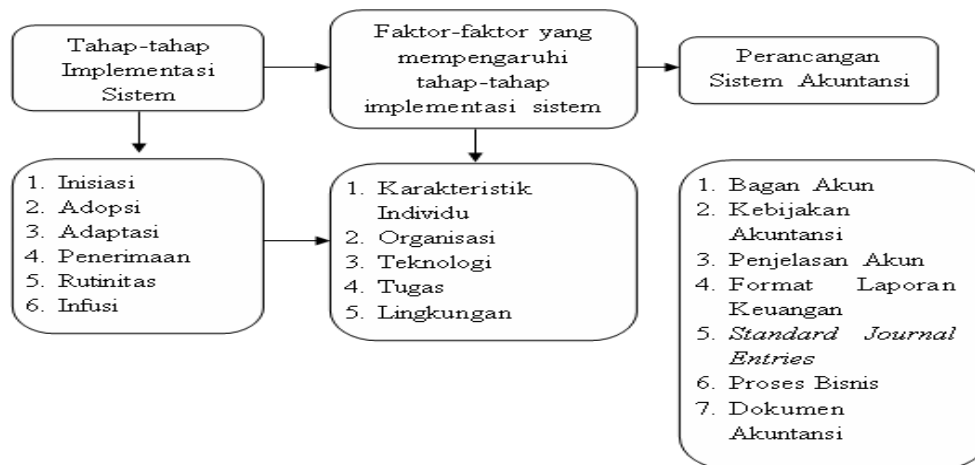 Tahap-tahap
Implementasi
Sistem
Faktor-faktor yang
mempengaruhi
tahap-tahap
implementasi sistem
Perancangan
Sistem Akuntansi
1. Inisiasi
2. Adopsi
3. Adaptasi
4. Penerimaan
5. Rutinitas
6. Infusi
1. Karakteristik
Individu
2. Organisasi
3. Teknologi
4. Tugas
5. Lingkungan
1. Bagan Akun
2. Kebijakan
Akuntansi
3. Penjelasan Akun
4. Format Laporan
Keuangan
5. Standard Journal
Entries
6. Proses Bisnis
7. Dokumen
Akuntansi